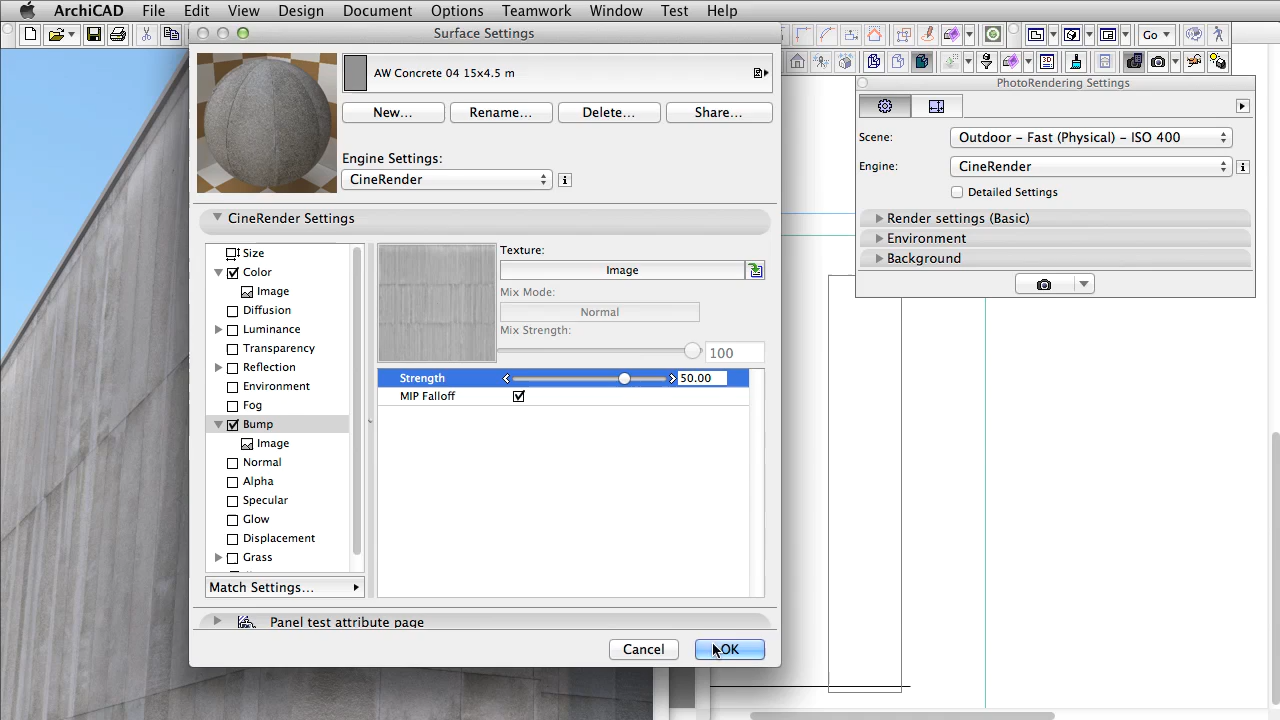 ArchiCAD File Edit View Design Document Options Teamwork Window Test Help
Surface Settings
Go
AW Concrete 04 15x4.5 m
New... Rename... Delete... Share...
Engine Settings:
CineRender
CineRender Settings
Size
Color
Image
Diffusion
Luminance
Transparency
Reflection
Environment
Fog
Bump
Image
Normal
Alpha
Specular
Glow
Displacement
Grass
Match Settings...
Texture:
Image
Mix Mode:
Normal
Mix Strength:
100
Strength 50.00
MIP Falloff
Panel test attribute page
Cancel OK
PhotoRendering Settings
Scene: Outdoor – Fast (Physical) – ISO 400
Engine: CineRender
Detailed Settings
Render settings (Basic)
Environment
Background